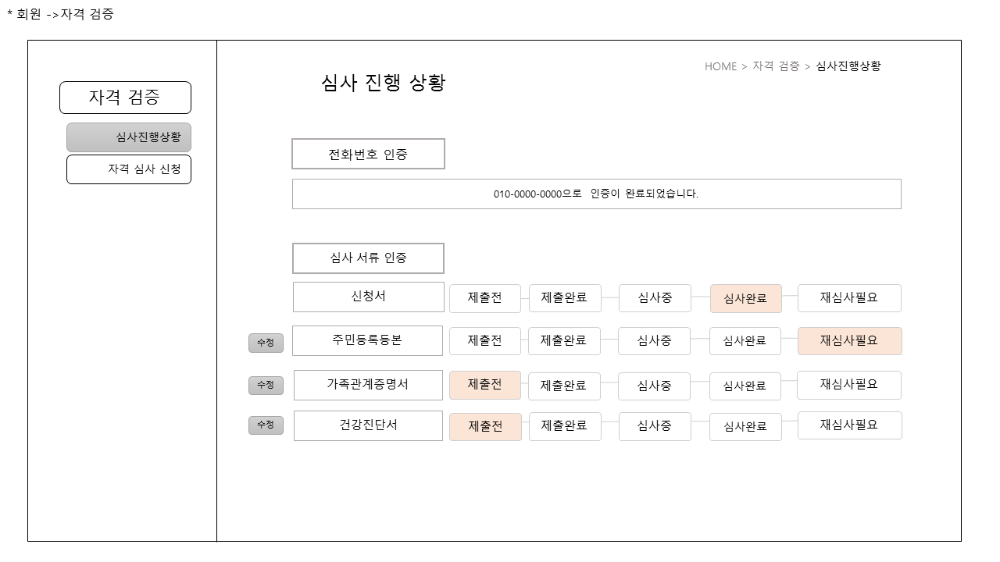 * 회원 ->자격 검증
HOME > 자격 검증 > 심사진행상황
심사 진행 상황
자격 검증
심사진행상황
자격 심사 신청
전화번호 인증
010-0000-0000으로 인증이 완료되었습니다.
심사 서류 인증
신청서 제출전 제출완료 심사중 심사완료 재심사필요
수정 주민등록등본 제출전 제출완료 심사중 심사완료 재심사필요
수정 가족관계증명서 제출전 제출완료 심사중 심사완료 재심사필요
수정 건강진단서 제출전 제출완료 심사중 심사완료 재심사필요